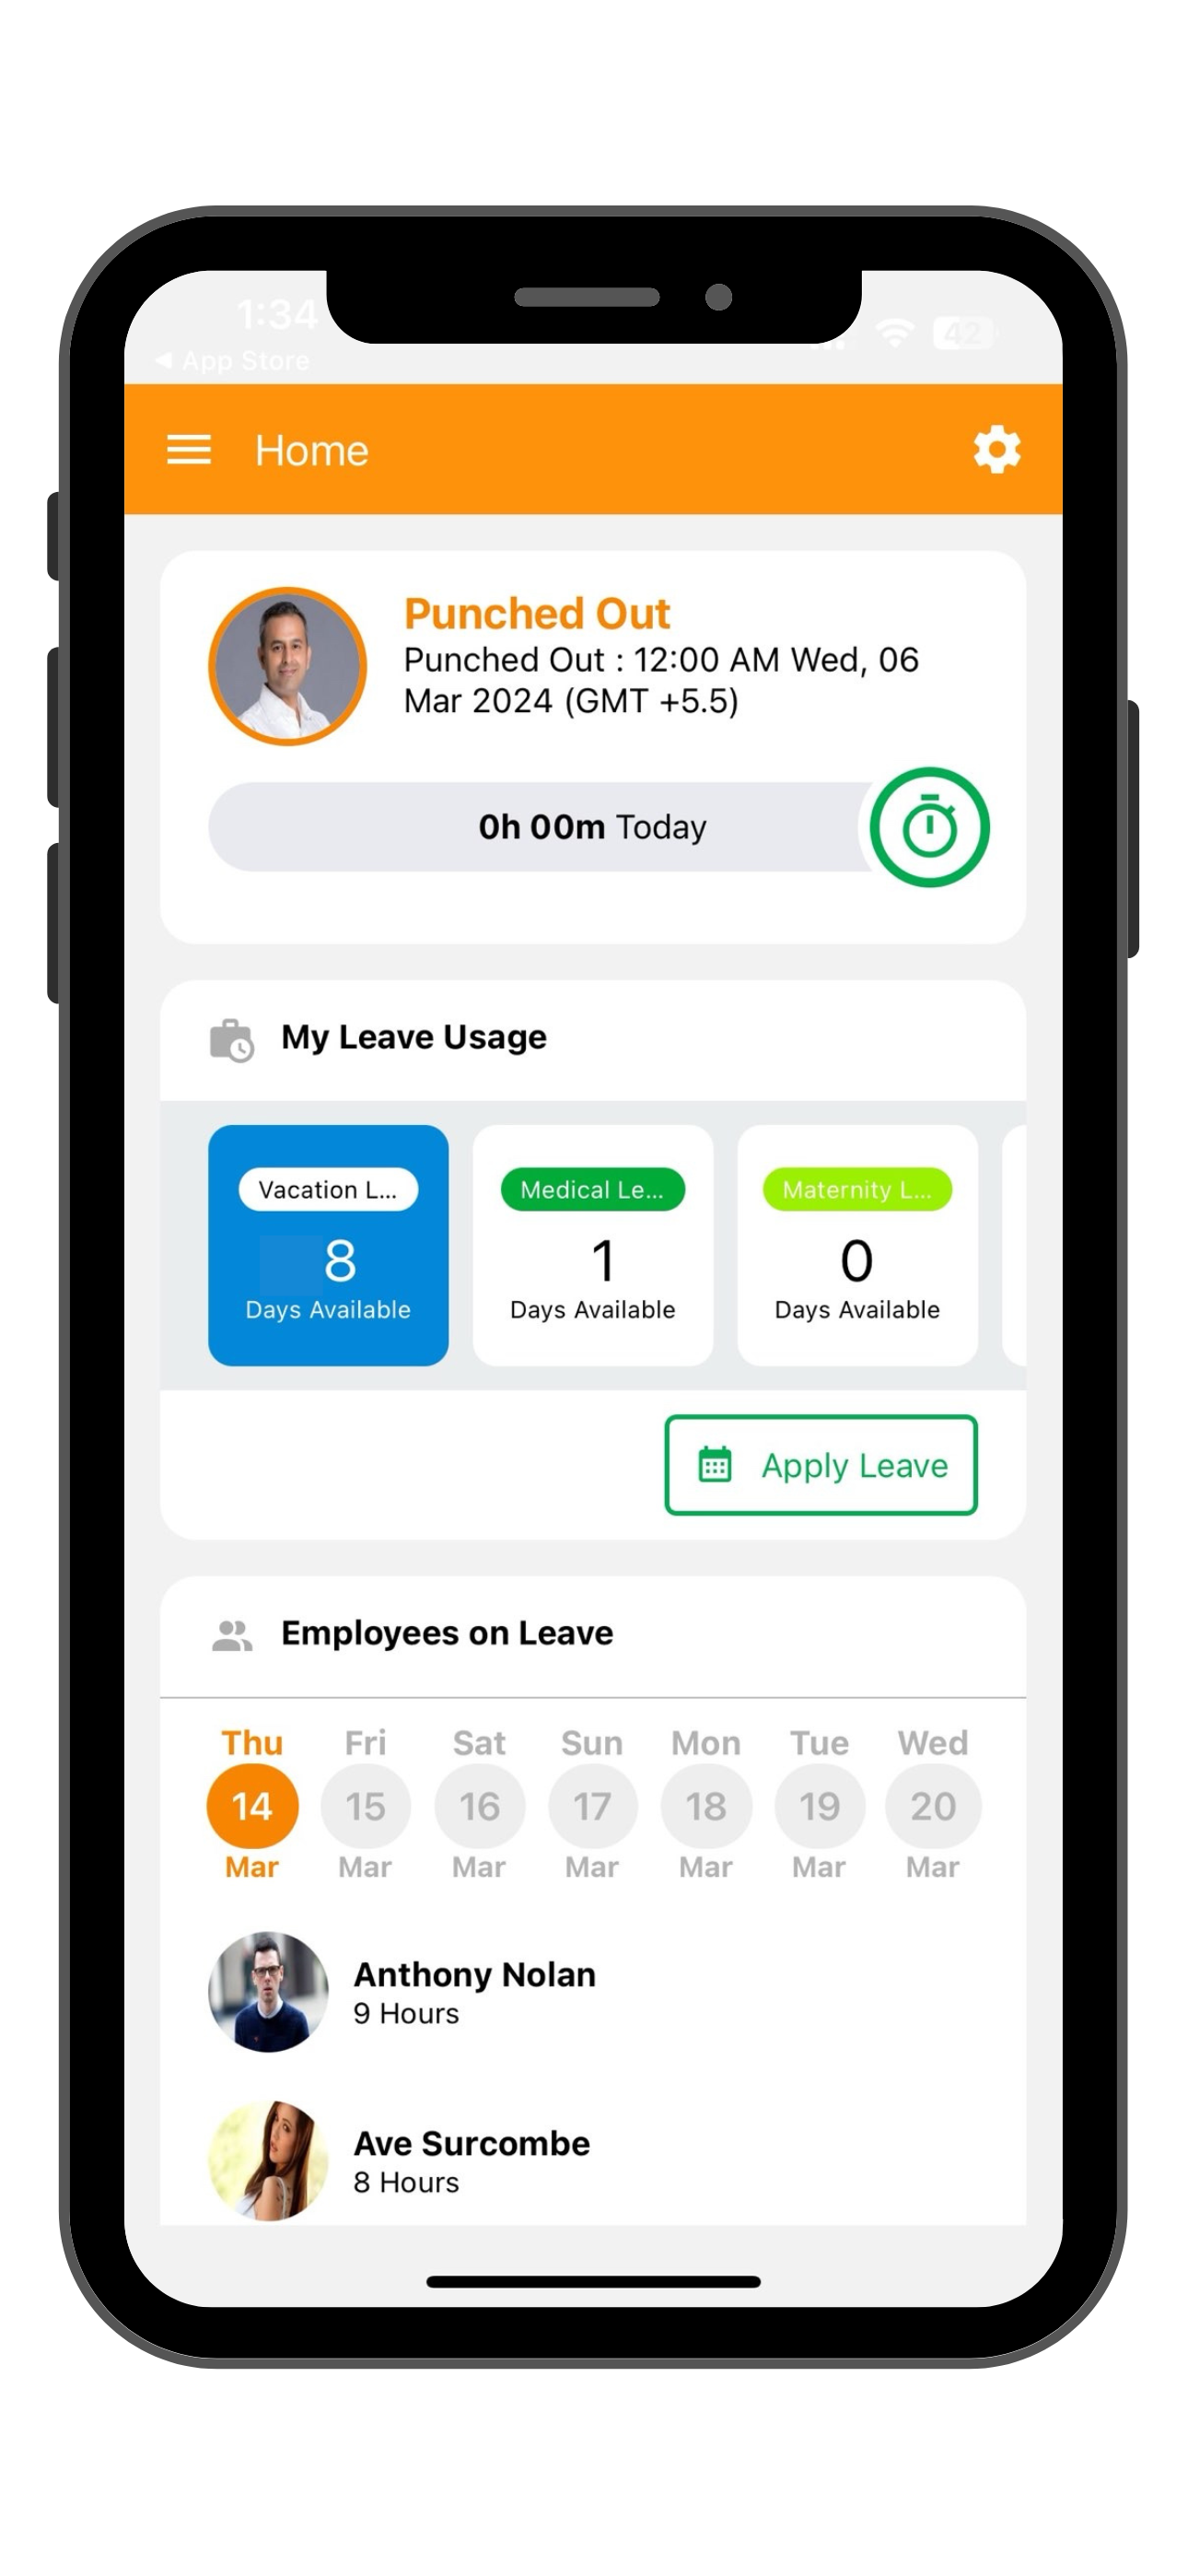 1:34
42
◀ App Store
Home
Punched Out
Punched Out : 12:00 AM Wed, 06
Mar 2024 (GMT +5.5)
0h 00m Today
My Leave Usage
Vacation L... Medical Le... Maternity L...
8 1 0
Days Available Days Available Days Available
Apply Leave
Employees on Leave
Thu Fri Sat Sun Mon Tue Wed
14 15 16 17 18 19 20
Mar Mar Mar Mar Mar Mar Mar
Anthony Nolan
9 Hours
Ave Surcombe
8 Hours